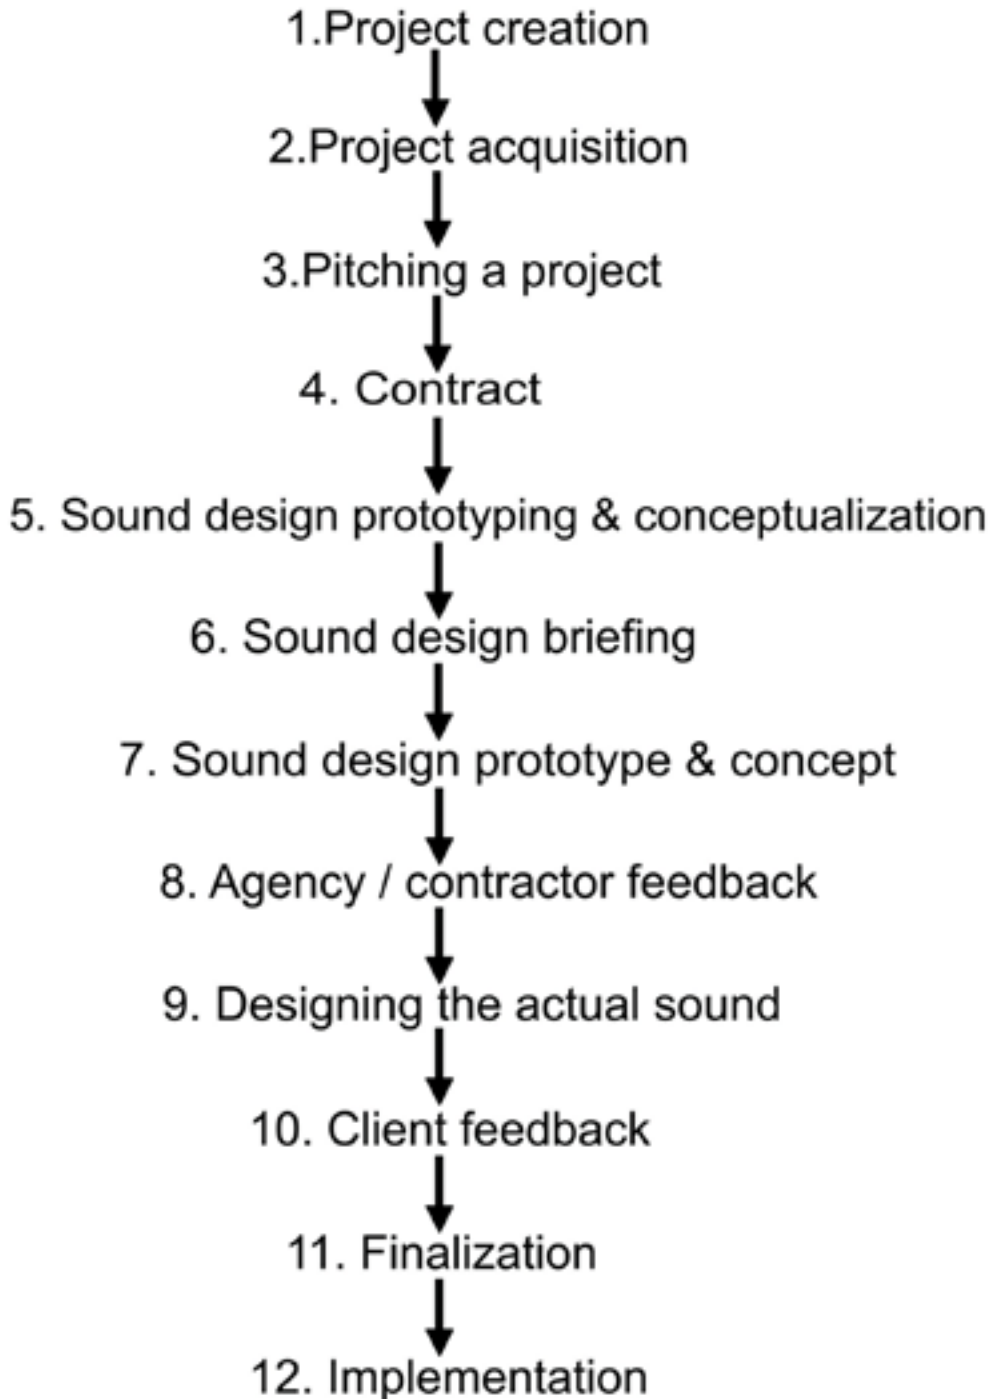 1.Project creation
2.Project acquisition
3.Pitching a project
4. Contract
5. Sound design prototyping & conceptualization
6. Sound design briefing
7. Sound design prototype & concept
8. Agency / contractor feedback
9. Designing the actual sound
10. Client feedback
11. Finalization
12. Implementation